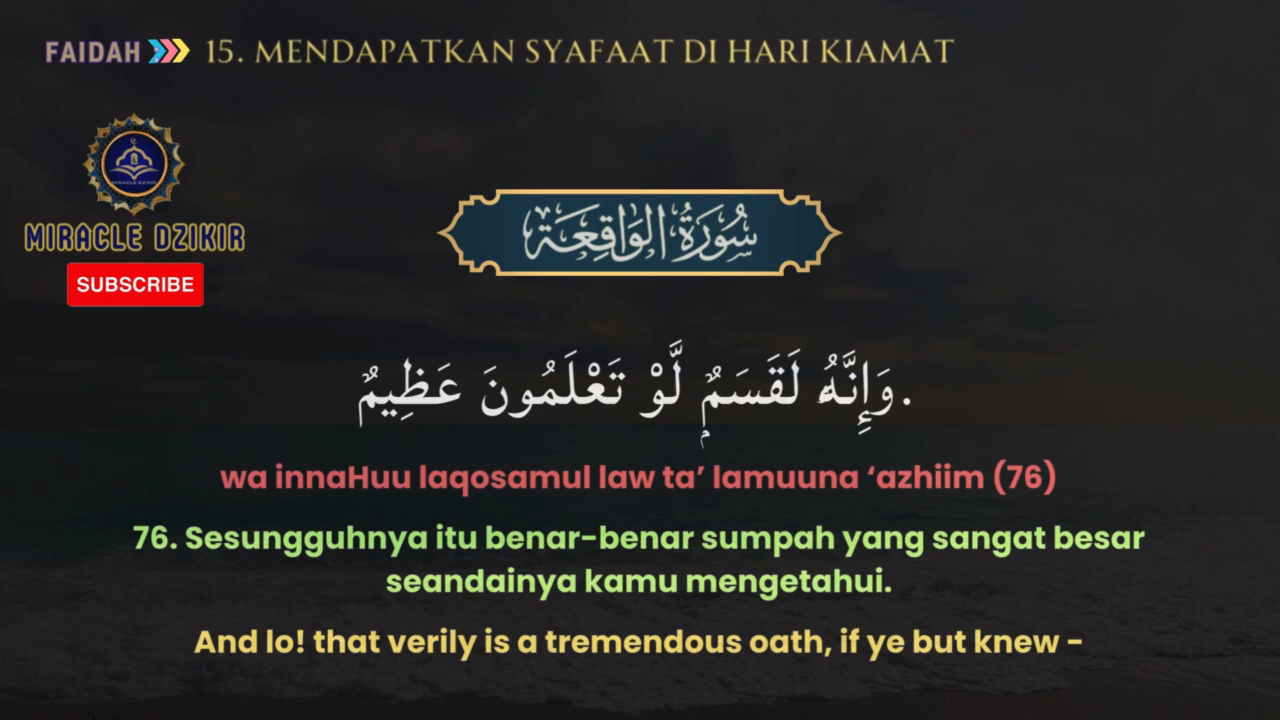 FAIDAH 15. MENDAPATKAN SYAFAAT DI HARI KIAMAT
MIRACLE DZIKIR
MIRACLE DZIKIR
SUBSCRIBE
سُورَةُ الوَاقِعَة
وَإِنَّهُۥ لَقَسَمٌۭ لَّوْ تَعْلَمُونَ عَظِيمٌ.
wa innaHuu laqosamul law ta’ lamuuna ‘azhiim (76)
76. Sesungguhnya itu benar-benar sumpah yang sangat besar
seandainya kamu mengetahui.
And lo! that verily is a tremendous oath, if ye but knew -